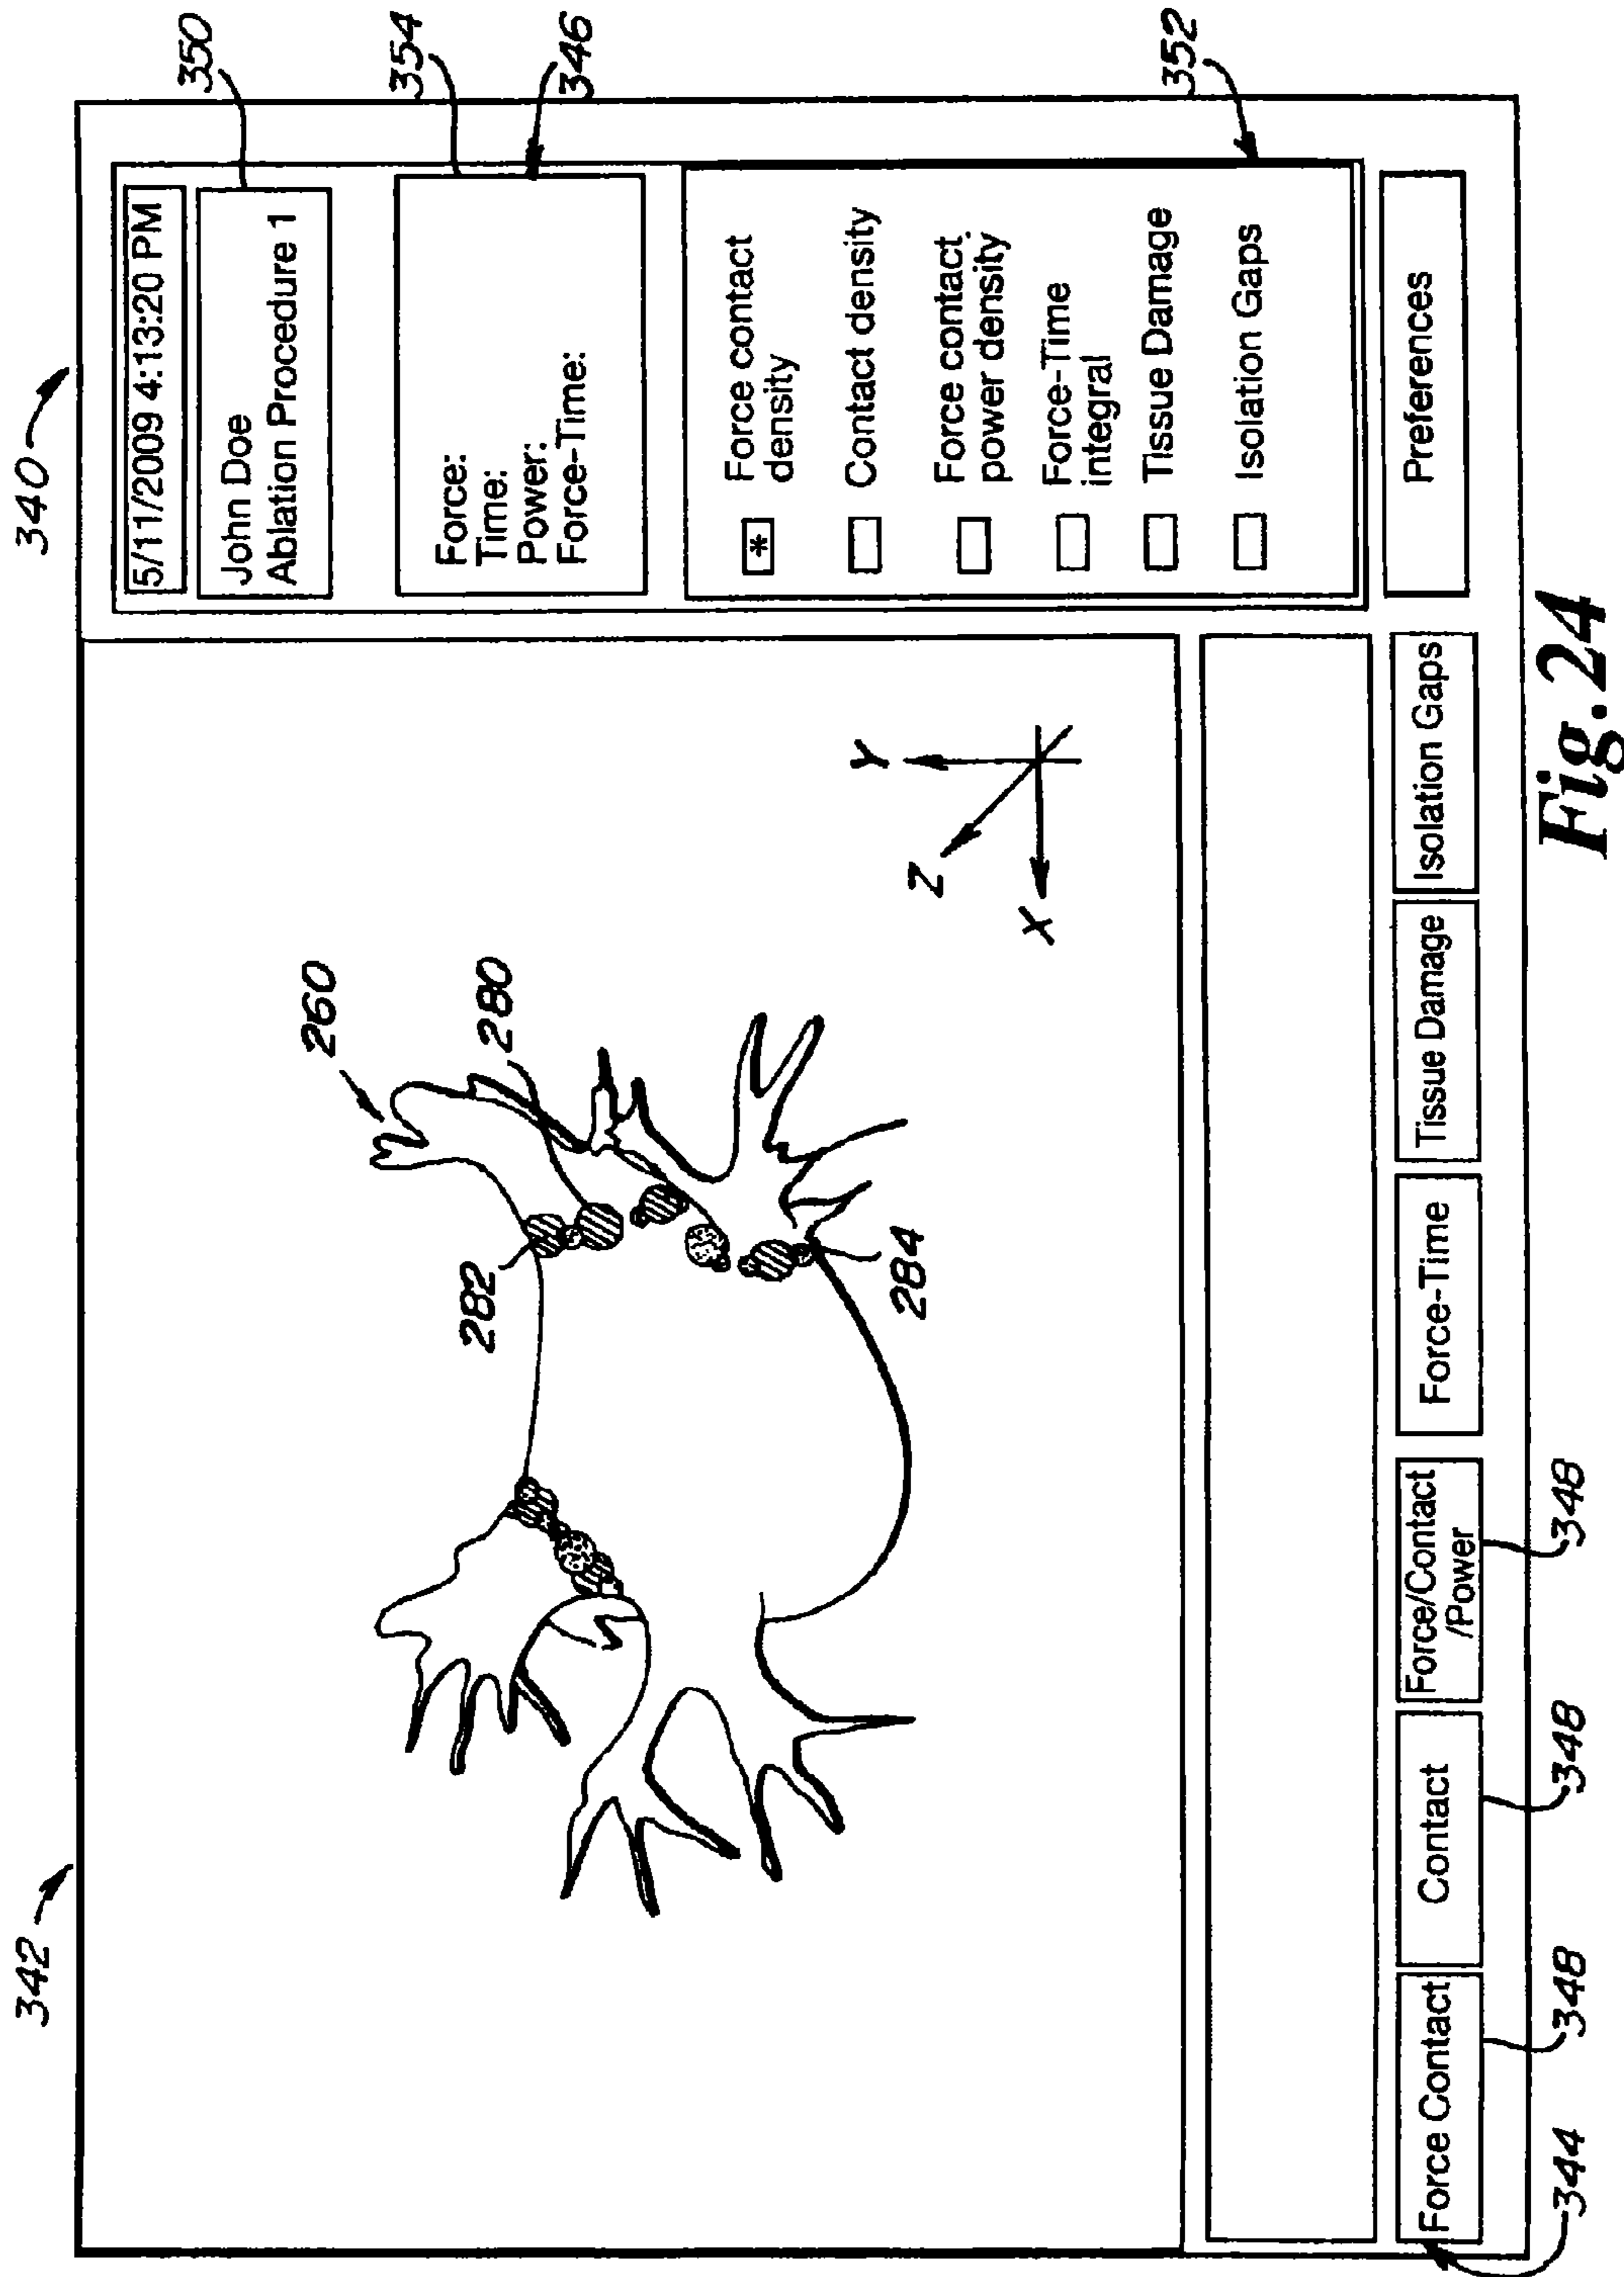 340
342
5/11/2009 4:13:20 PM
350
John Doe
Ablation Procedure 1
354
346
Force:
Time:
Power:
Force-Time:
352
* Force contact
density
Contact density
Force contact
power density
Force-Time
integral
Tissue Damage
Isolation Gaps
Preferences
260
280
282
284
Y
Z
X
Force Contact
Contact
Force/Contact
/Power
Force-Time
Tissue Damage
Isolation Gaps
344
348
348
348
Fig.24